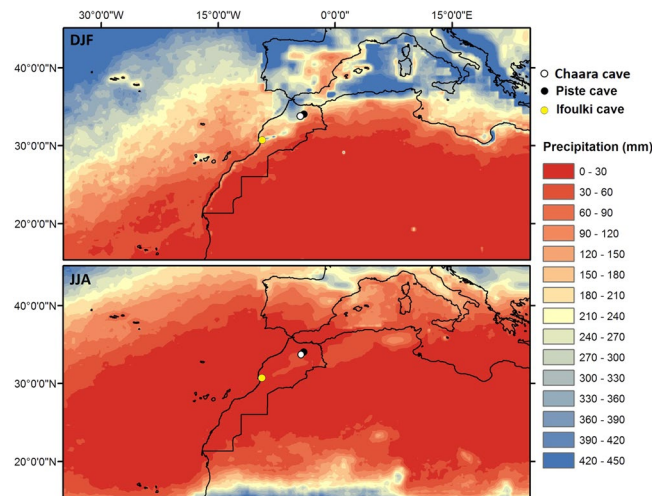 30°00'0"W 15°00'0"W 0°0'0" 15°00'0"E
DJF
40°0'0"N
30°0'0"N
20°0'0"N
JJA
40°0'0"N
30°0'0"N
20°0'0"N
Chaara cave
Piste cave
Ifoulki cave
Precipitation (mm)
0 - 30
30 - 60
60 - 90
90 - 120
120 - 150
150 - 180
180 - 210
210 - 240
240 - 270
270 - 300
300 - 330
330 - 360
360 - 390
390 - 420
420 - 450